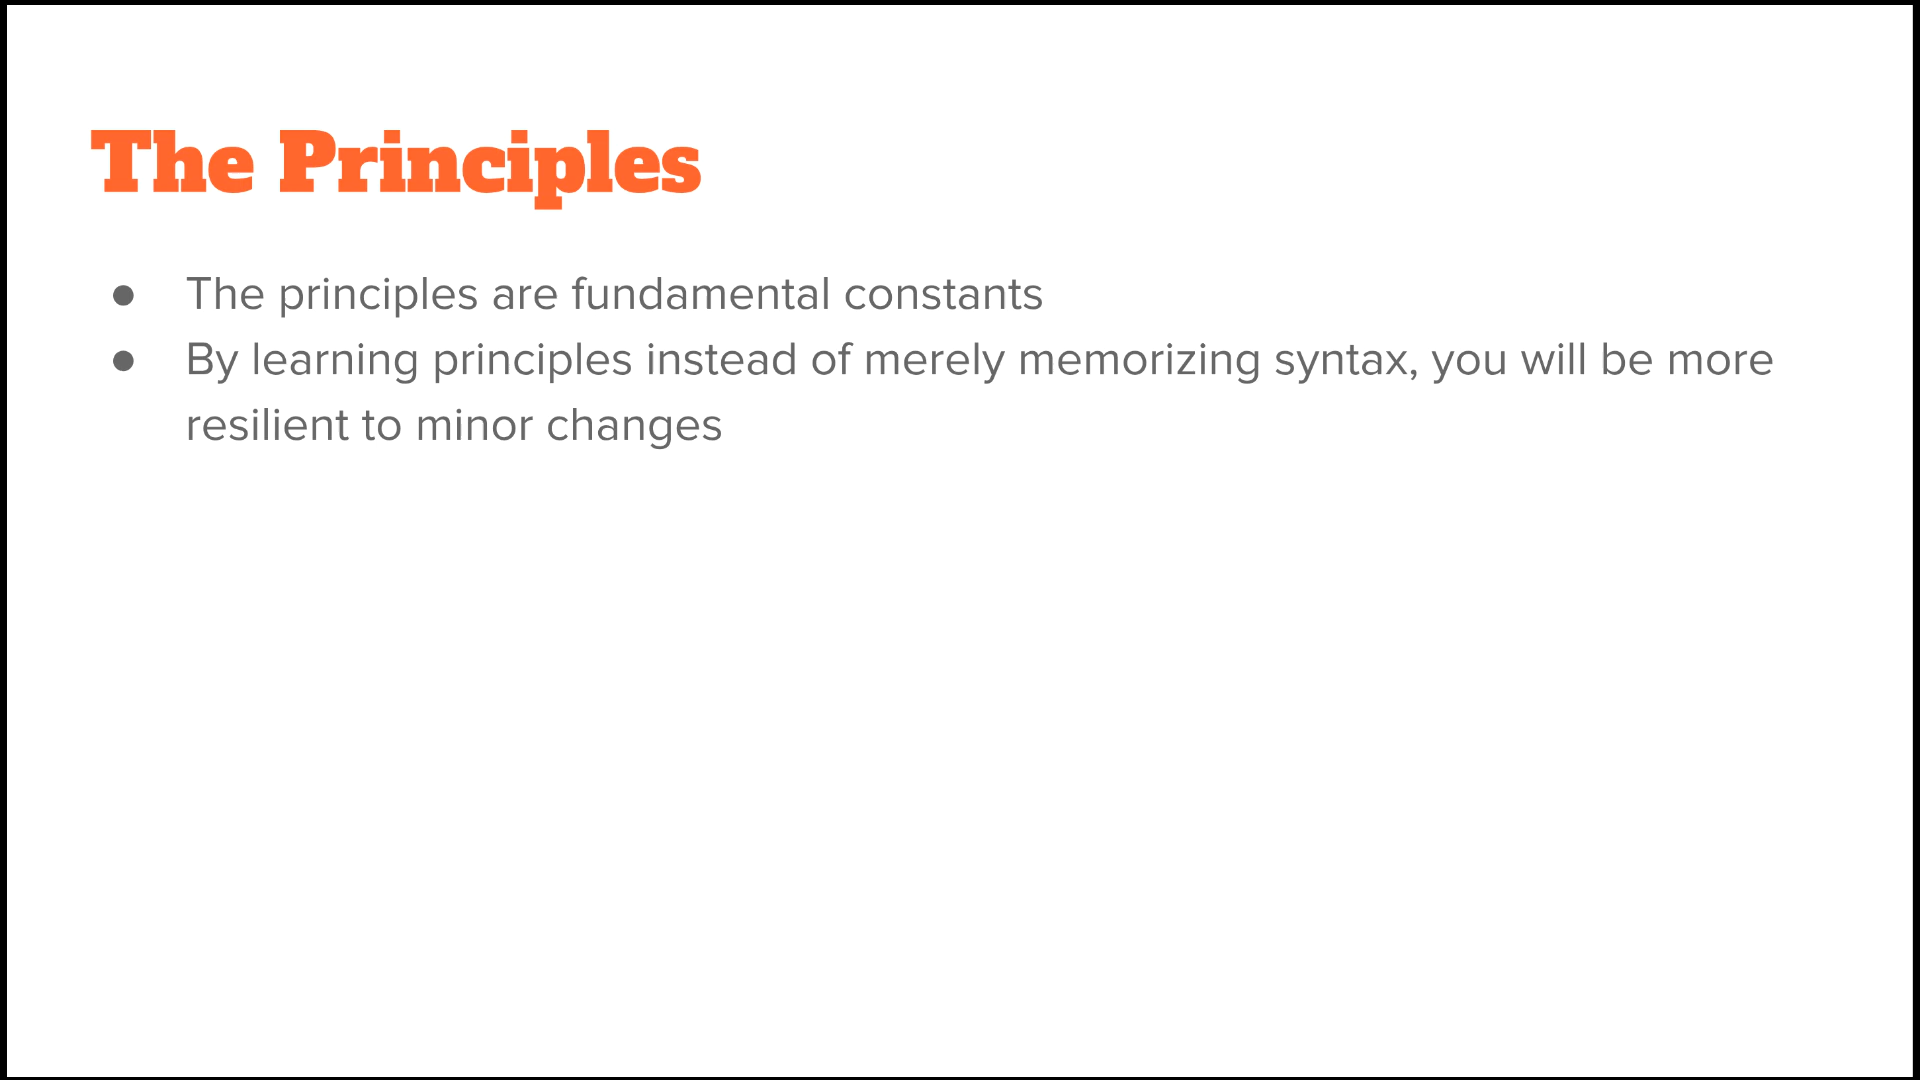 The Principles
● The principles are fundamental constants
● By learning principles instead of merely memorizing syntax, you will be more
resilient to minor changes